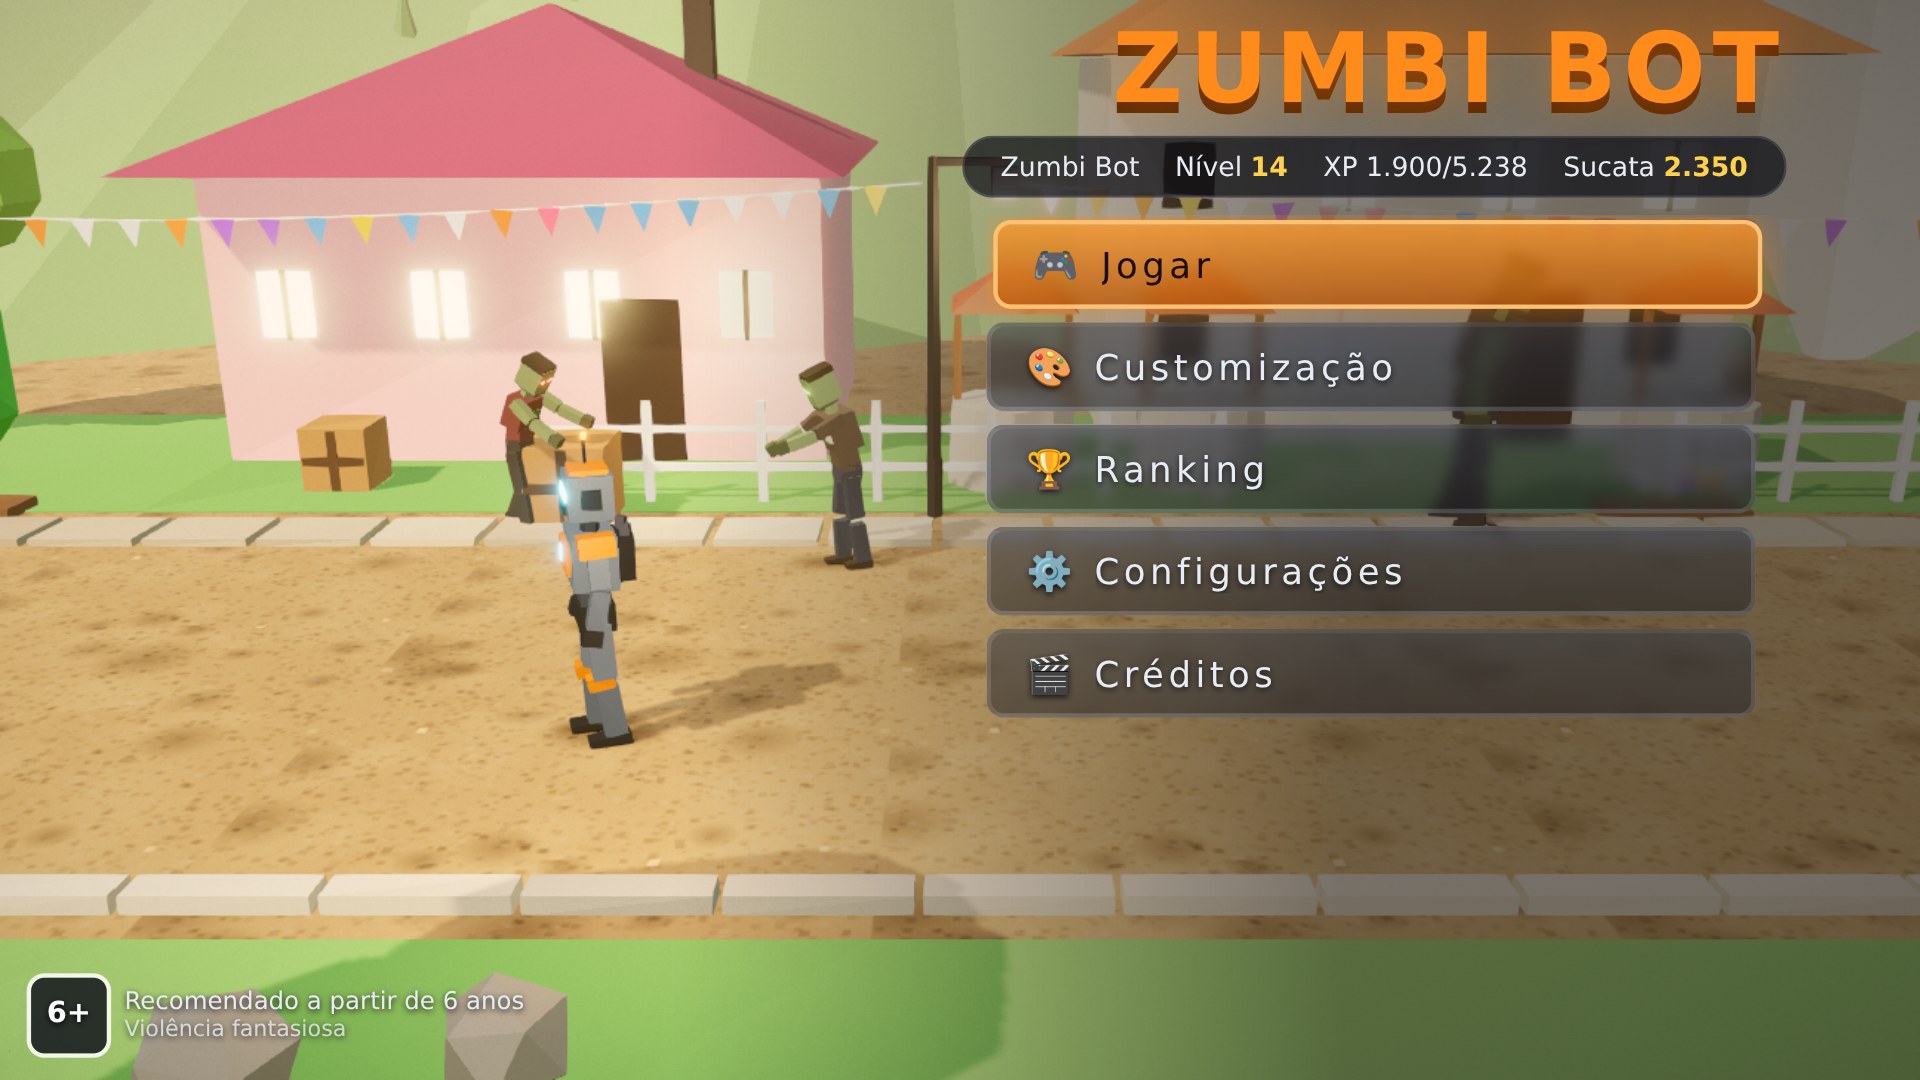 ZUMBI BOT
Zumbi Bot Nível 14 XP 1.900/5.238 Sucata 2.350
Jogar
Customização
Ranking
Configurações
Créditos
6+
Recomendado a partir de 6 anos
Violência fantasiosa